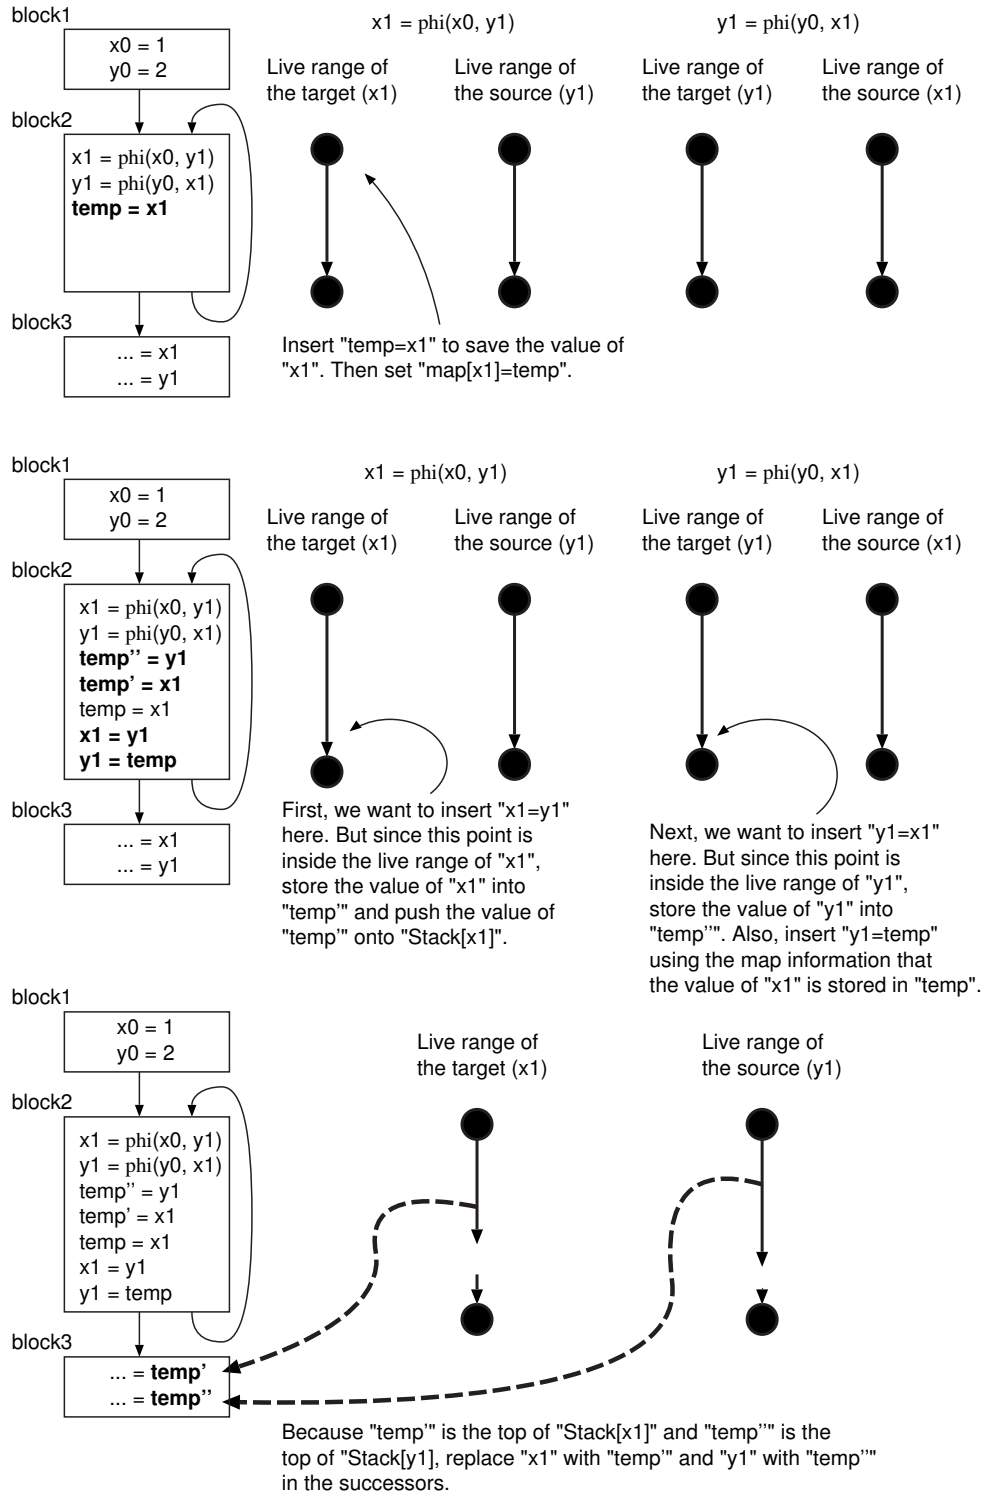 block1
x0 = 1
y0 = 2
block2
x1 = phi(x0, y1)
y1 = phi(y0, x1)
temp = x1
block3
... = x1
... = y1
x1 = phi(x0, y1)
Live range of
the target (x1)
Live range of
the source (y1)
y1 = phi(y0, x1)
Live range of
the target (y1)
Live range of
the source (x1)
Insert "temp=x1" to save the value of
"x1". Then set "map[x1]=temp".
block1
x0 = 1
y0 = 2
block2
x1 = phi(x0, y1)
y1 = phi(y0, x1)
temp'' = y1
temp' = x1
temp = x1
x1 = y1
y1 = temp
block3
... = x1
... = y1
x1 = phi(x0, y1)
Live range of
the target (x1)
Live range of
the source (y1)
y1 = phi(y0, x1)
Live range of
the target (y1)
Live range of
the source (x1)
First, we want to insert "x1=y1"
here. But since this point is
inside the live range of "x1",
store the value of "x1" into
"temp'" and push the value of
"temp'" onto "Stack[x1]".
Next, we want to insert "y1=x1"
here. But since this point is
inside the live range of "y1",
store the value of "y1" into
"temp''". Also, insert "y1=temp"
using the map information that
the value of "x1" is stored in "temp".
block1
x0 = 1
y0 = 2
block2
x1 = phi(x0, y1)
y1 = phi(y0, x1)
temp'' = y1
temp' = x1
temp = x1
x1 = y1
y1 = temp
block3
... = temp'
... = temp''
Live range of
the target (x1)
Live range of
the source (y1)
Because "temp'" is the top of "Stack[x1]" and "temp''" is the
top of "Stack[y1], replace "x1" with "temp'" and "y1" with "temp''"
in the successors.